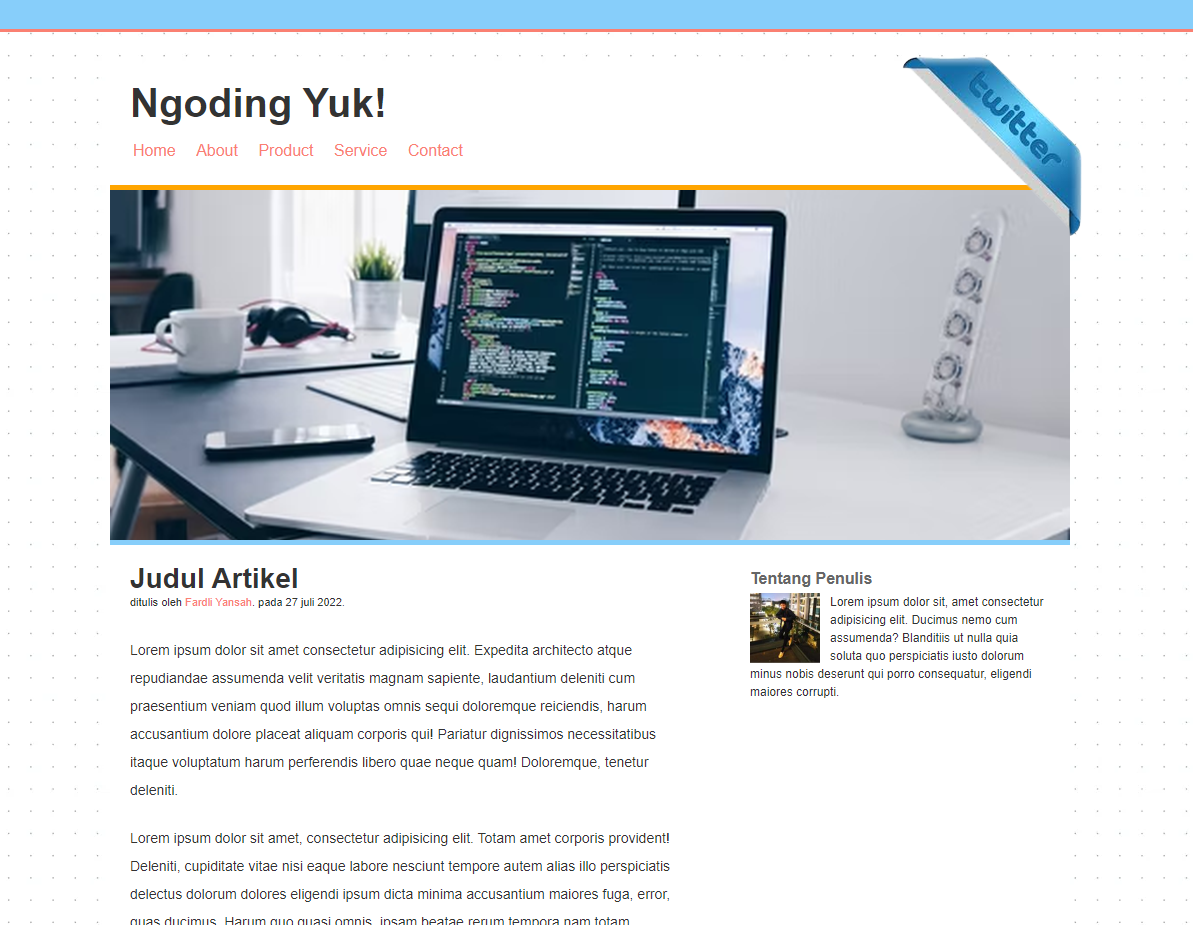 Ngoding Yuk!
twitter
Home About Product Service Contact
Judul Artikel
ditulis oleh Fardli Yansah. pada 27 juli 2022.
Lorem ipsum dolor sit amet consectetur adipisicing elit. Expedita architecto atque
repudiandae assumenda velit veritatis magnam sapiente, laudantium deleniti cum
praesentium veniam quod illum voluptas omnis sequi doloremque reiciendis, harum
accusantium dolore placeat aliquam corporis qui! Pariatur dignissimos necessitatibus
itaque voluptatum harum perferendis libero quae neque quam! Doloremque, tenetur
deleniti.
Lorem ipsum dolor sit amet, consectetur adipisicing elit. Totam amet corporis provident!
Deleniti, cupiditate vitae nisi eaque labore nesciunt tempore autem alias illo perspiciatis
delectus dolorum dolores eligendi ipsum dicta minima accusantium maiores fuga, error,
quas ducimus. Harum quo quasi omnis, ipsam beatae rerum tempora nam totam
Tentang Penulis
Lorem ipsum dolor sit, amet consectetur
adipisicing elit. Ducimus nemo cum
assumenda? Blanditiis ut nulla quia
soluta quo perspiciatis iusto dolorum
minus nobis deserunt qui porro consequatur, eligendi
maiores corrupti.